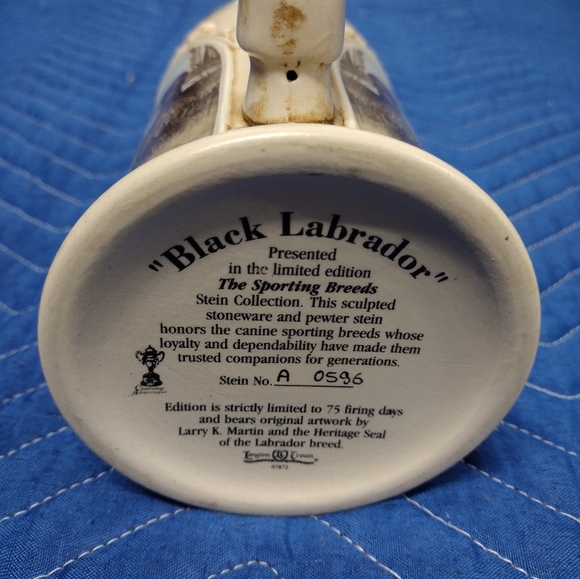 "Black Labrador"
Presented
in the limited edition
The Sporting Breeds
Stein Collection. This sculpted
stoneware and pewter stein
honors the canine sporting breeds whose
loyalty and dependability have made them
trusted companions for generations.
Stein No. A 0596
Edition is strictly limited to 75 firing days
and bears original artwork by
Larry K. Martin and the Heritage Seal
of the Labrador breed.
Longton Crown